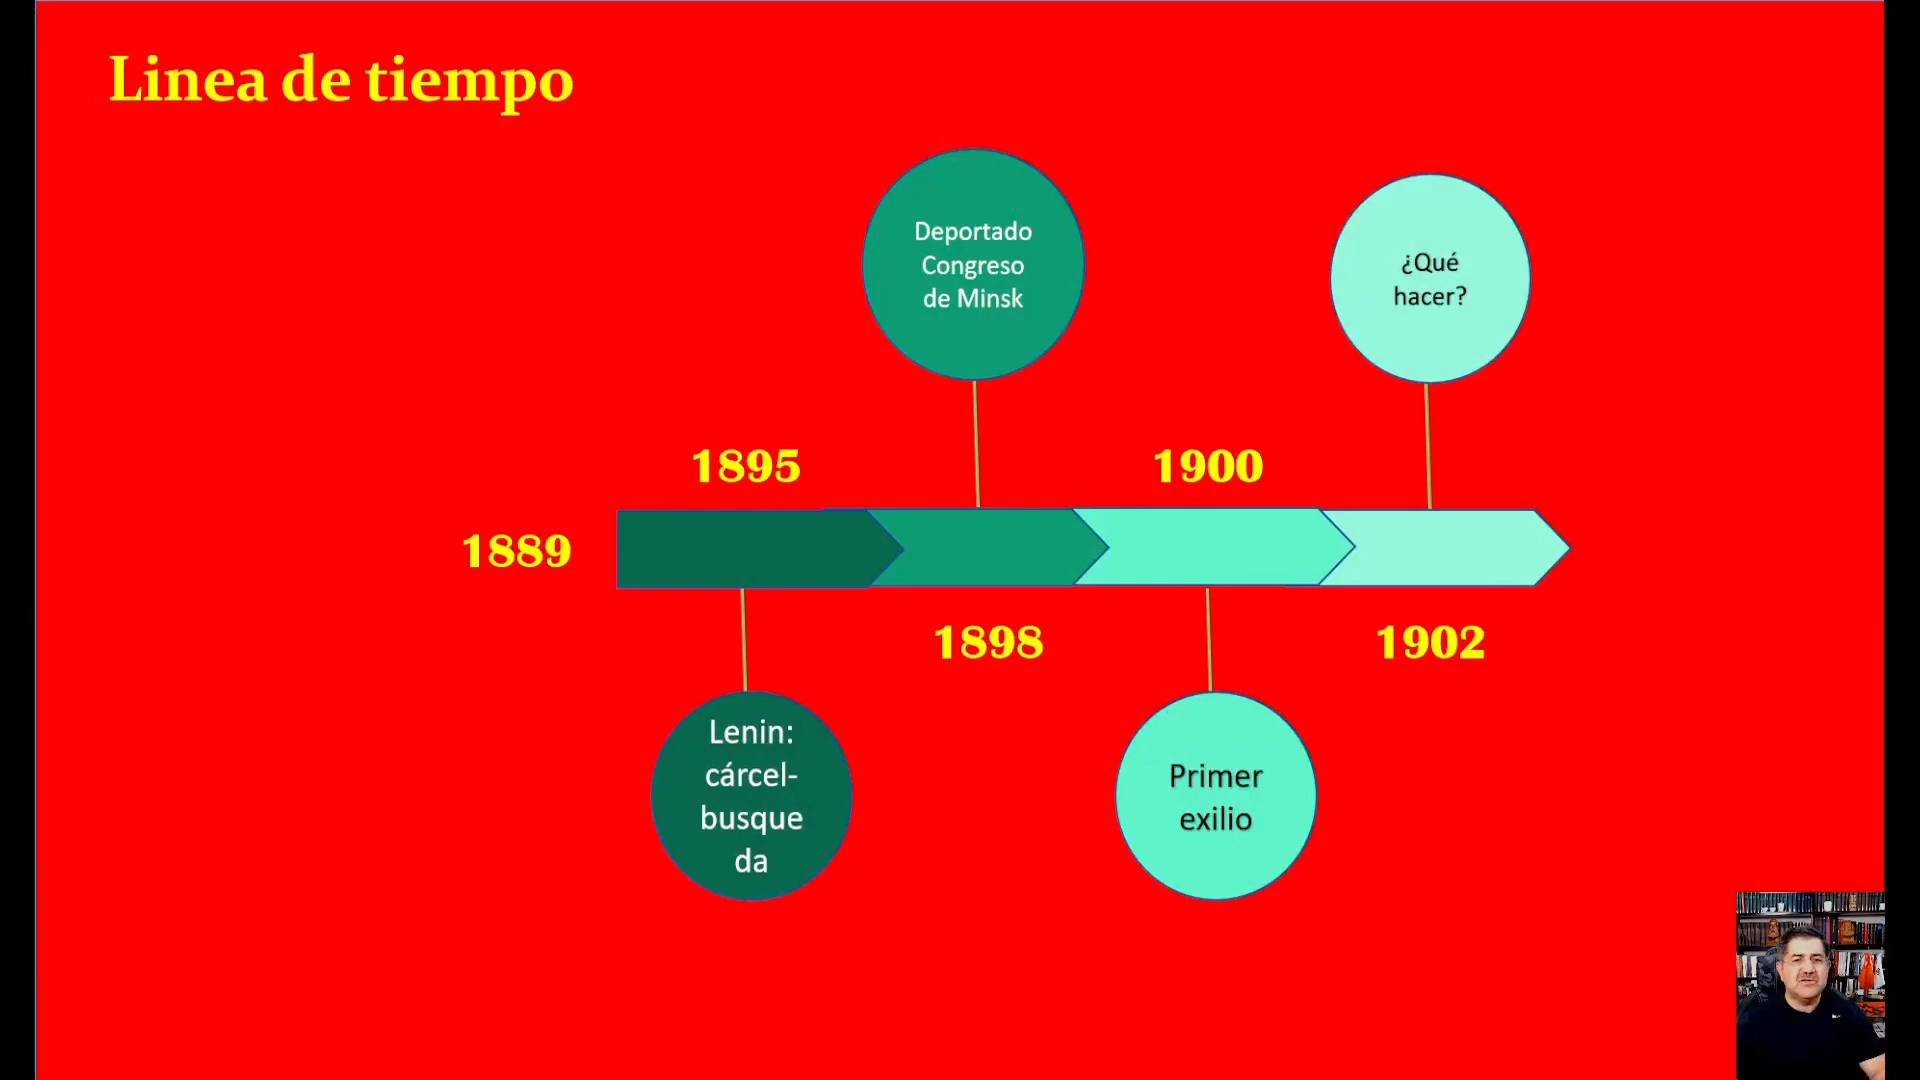 Linea de tiempo
Deportado
Congreso
de Minsk
¿Qué
hacer?
1895
1900
1889
1898
1902
Lenin:
cárcel-
busque
da
Primer
exilio